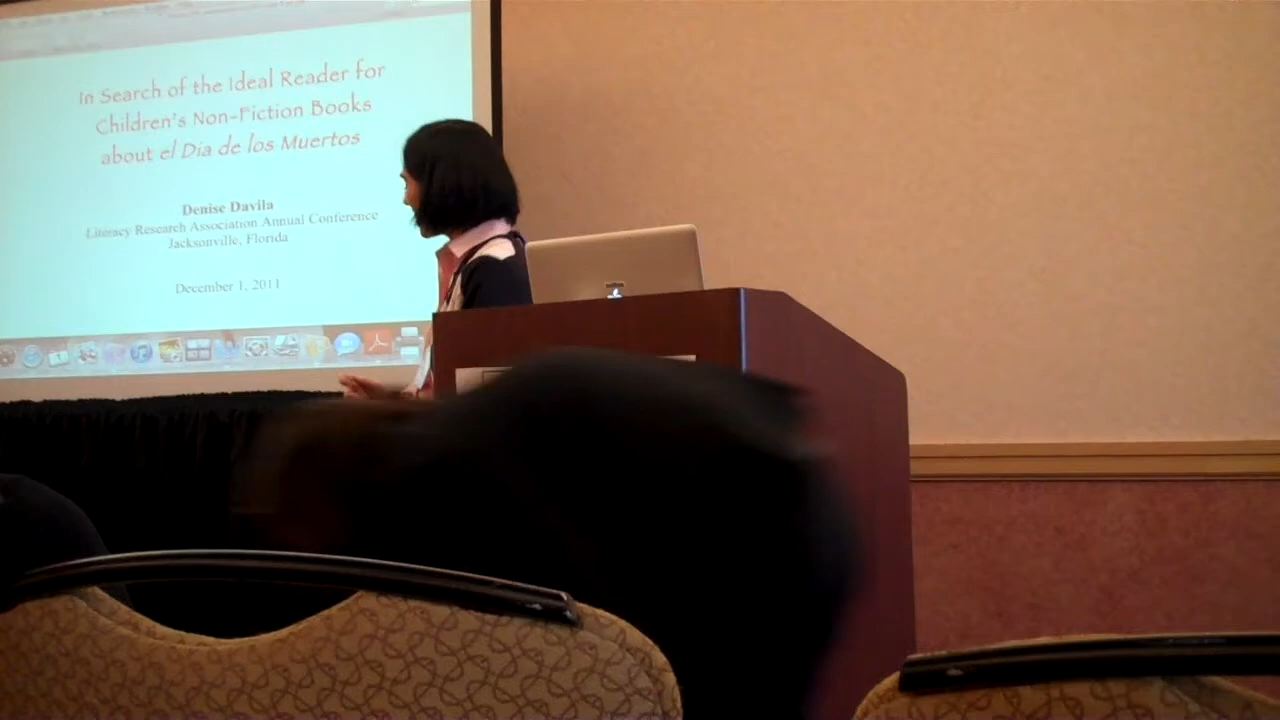 In Search of the Ideal Reader for
Children's Non-Fiction Books
about el Dia de los Muertos
Denise Davila
Literacy Research Association Annual Conference
Jacksonville, Florida
December 1, 2011